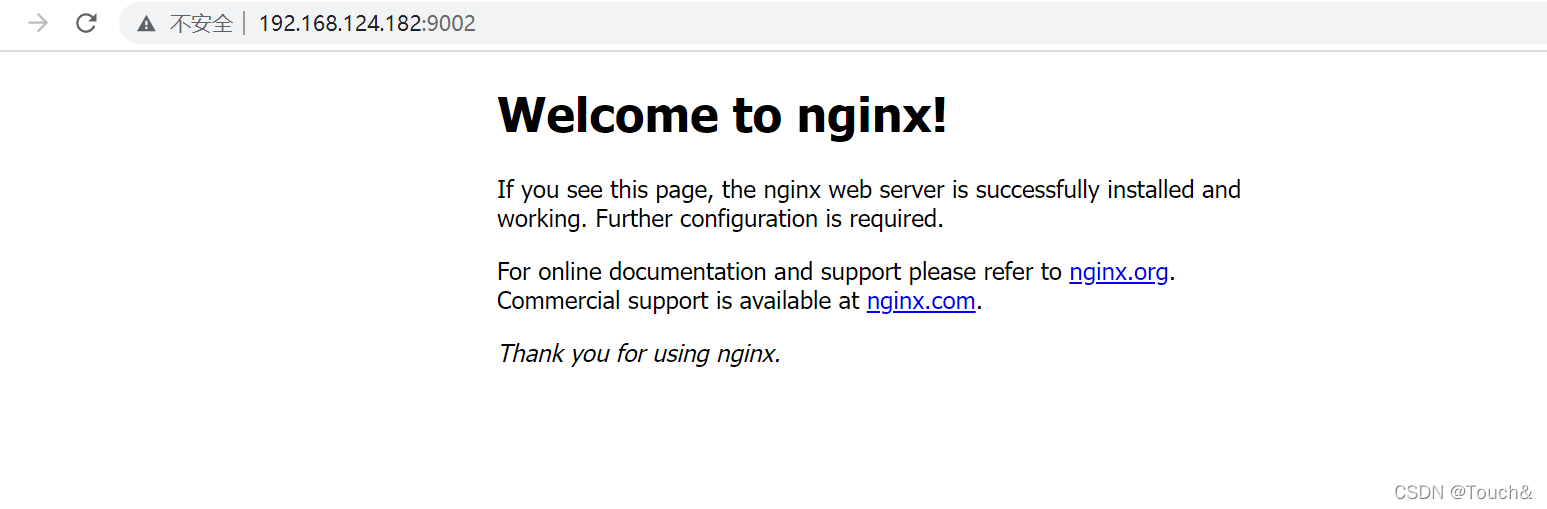 不安全 192.168.124.182:9002
Welcome to nginx!
If you see this page, the nginx web server is successfully installed and
working. Further configuration is required.
For online documentation and support please refer to nginx.org.
Commercial support is available at nginx.com.
Thank you for using nginx.
CSDN @Touch&